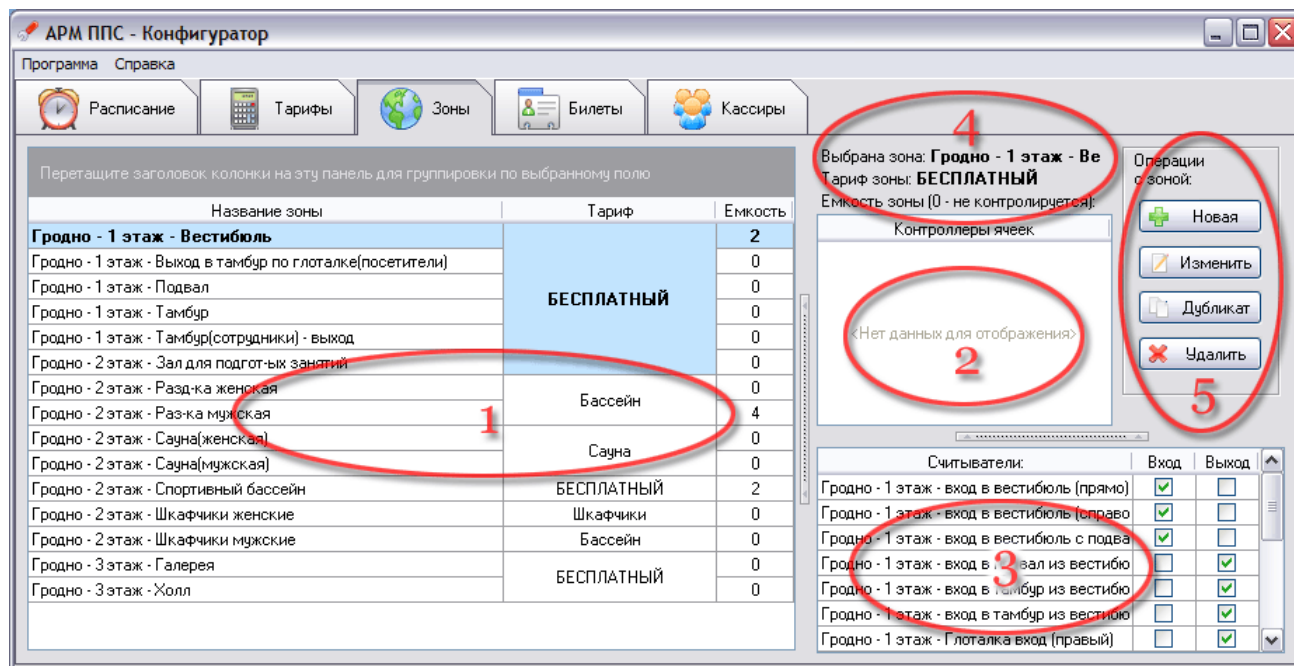 АРМ ППС - Конфигуратор
Программа Справка
Расписание Тарифы Зоны Билеты Кассиры
Перетащите заголовок колонки на эту панель для группировки по выбранному полю
Название зоны Тариф Емкость
Гродно - 1 этаж - Вестибюль 2
Гродно - 1 этаж - Выход в тамбур по глоталке(посетители) 0
Гродно - 1 этаж - Подвал 0
БЕСПЛАТНЫЙ
Гродно - 1 этаж - Тамбур 0
Гродно - 1 этаж - Тамбур(сотрудники) - выход 0
Гродно - 2 этаж - Зал для подгот-ых занятий 0
Гродно - 2 этаж - Разд-ка женская 0
Бассейн
Гродно - 2 этаж - Раз-ка мужская 4
1
Гродно - 2 этаж - Сауна(женская) 0
Сауна
Гродно - 2 этаж - Сауна(мужская) 0
Гродно - 2 этаж - Спортивный бассейн БЕСПЛАТНЫЙ 2
Гродно - 2 этаж - Шкафчики женские Шкафчики 0
Гродно - 2 этаж - Шкафчики мужские Бассейн 0
Гродно - 3 этаж - Галерея 0
БЕСПЛАТНЫЙ
Гродно - 3 этаж - Холл 0
4
Выбрана зона: Гродно - 1 этаж - Ве
Тариф зоны: БЕСПЛАТНЫЙ
Емкость зоны (0 - не контролируется):
Контроллеры ячеек
<Нет данных для отображения>
2
Операции
с зоной:
Новая
Изменить
Дубликат
Удалить
5
Считыватели: Вход Выход
Гродно - 1 этаж - вход в вестибюль (прямо)
Гродно - 1 этаж - вход в вестибюль (справо
Гродно - 1 этаж - вход в вестибюль с подва
Гродно - 1 этаж - вход в вал из вестибю
3
Гродно - 1 этаж - вход в тамбур из вестибю
Гродно - 1 этаж - вход в тамбур из вестибю
Гродно - 1 этаж - Глоталка вход (правый)